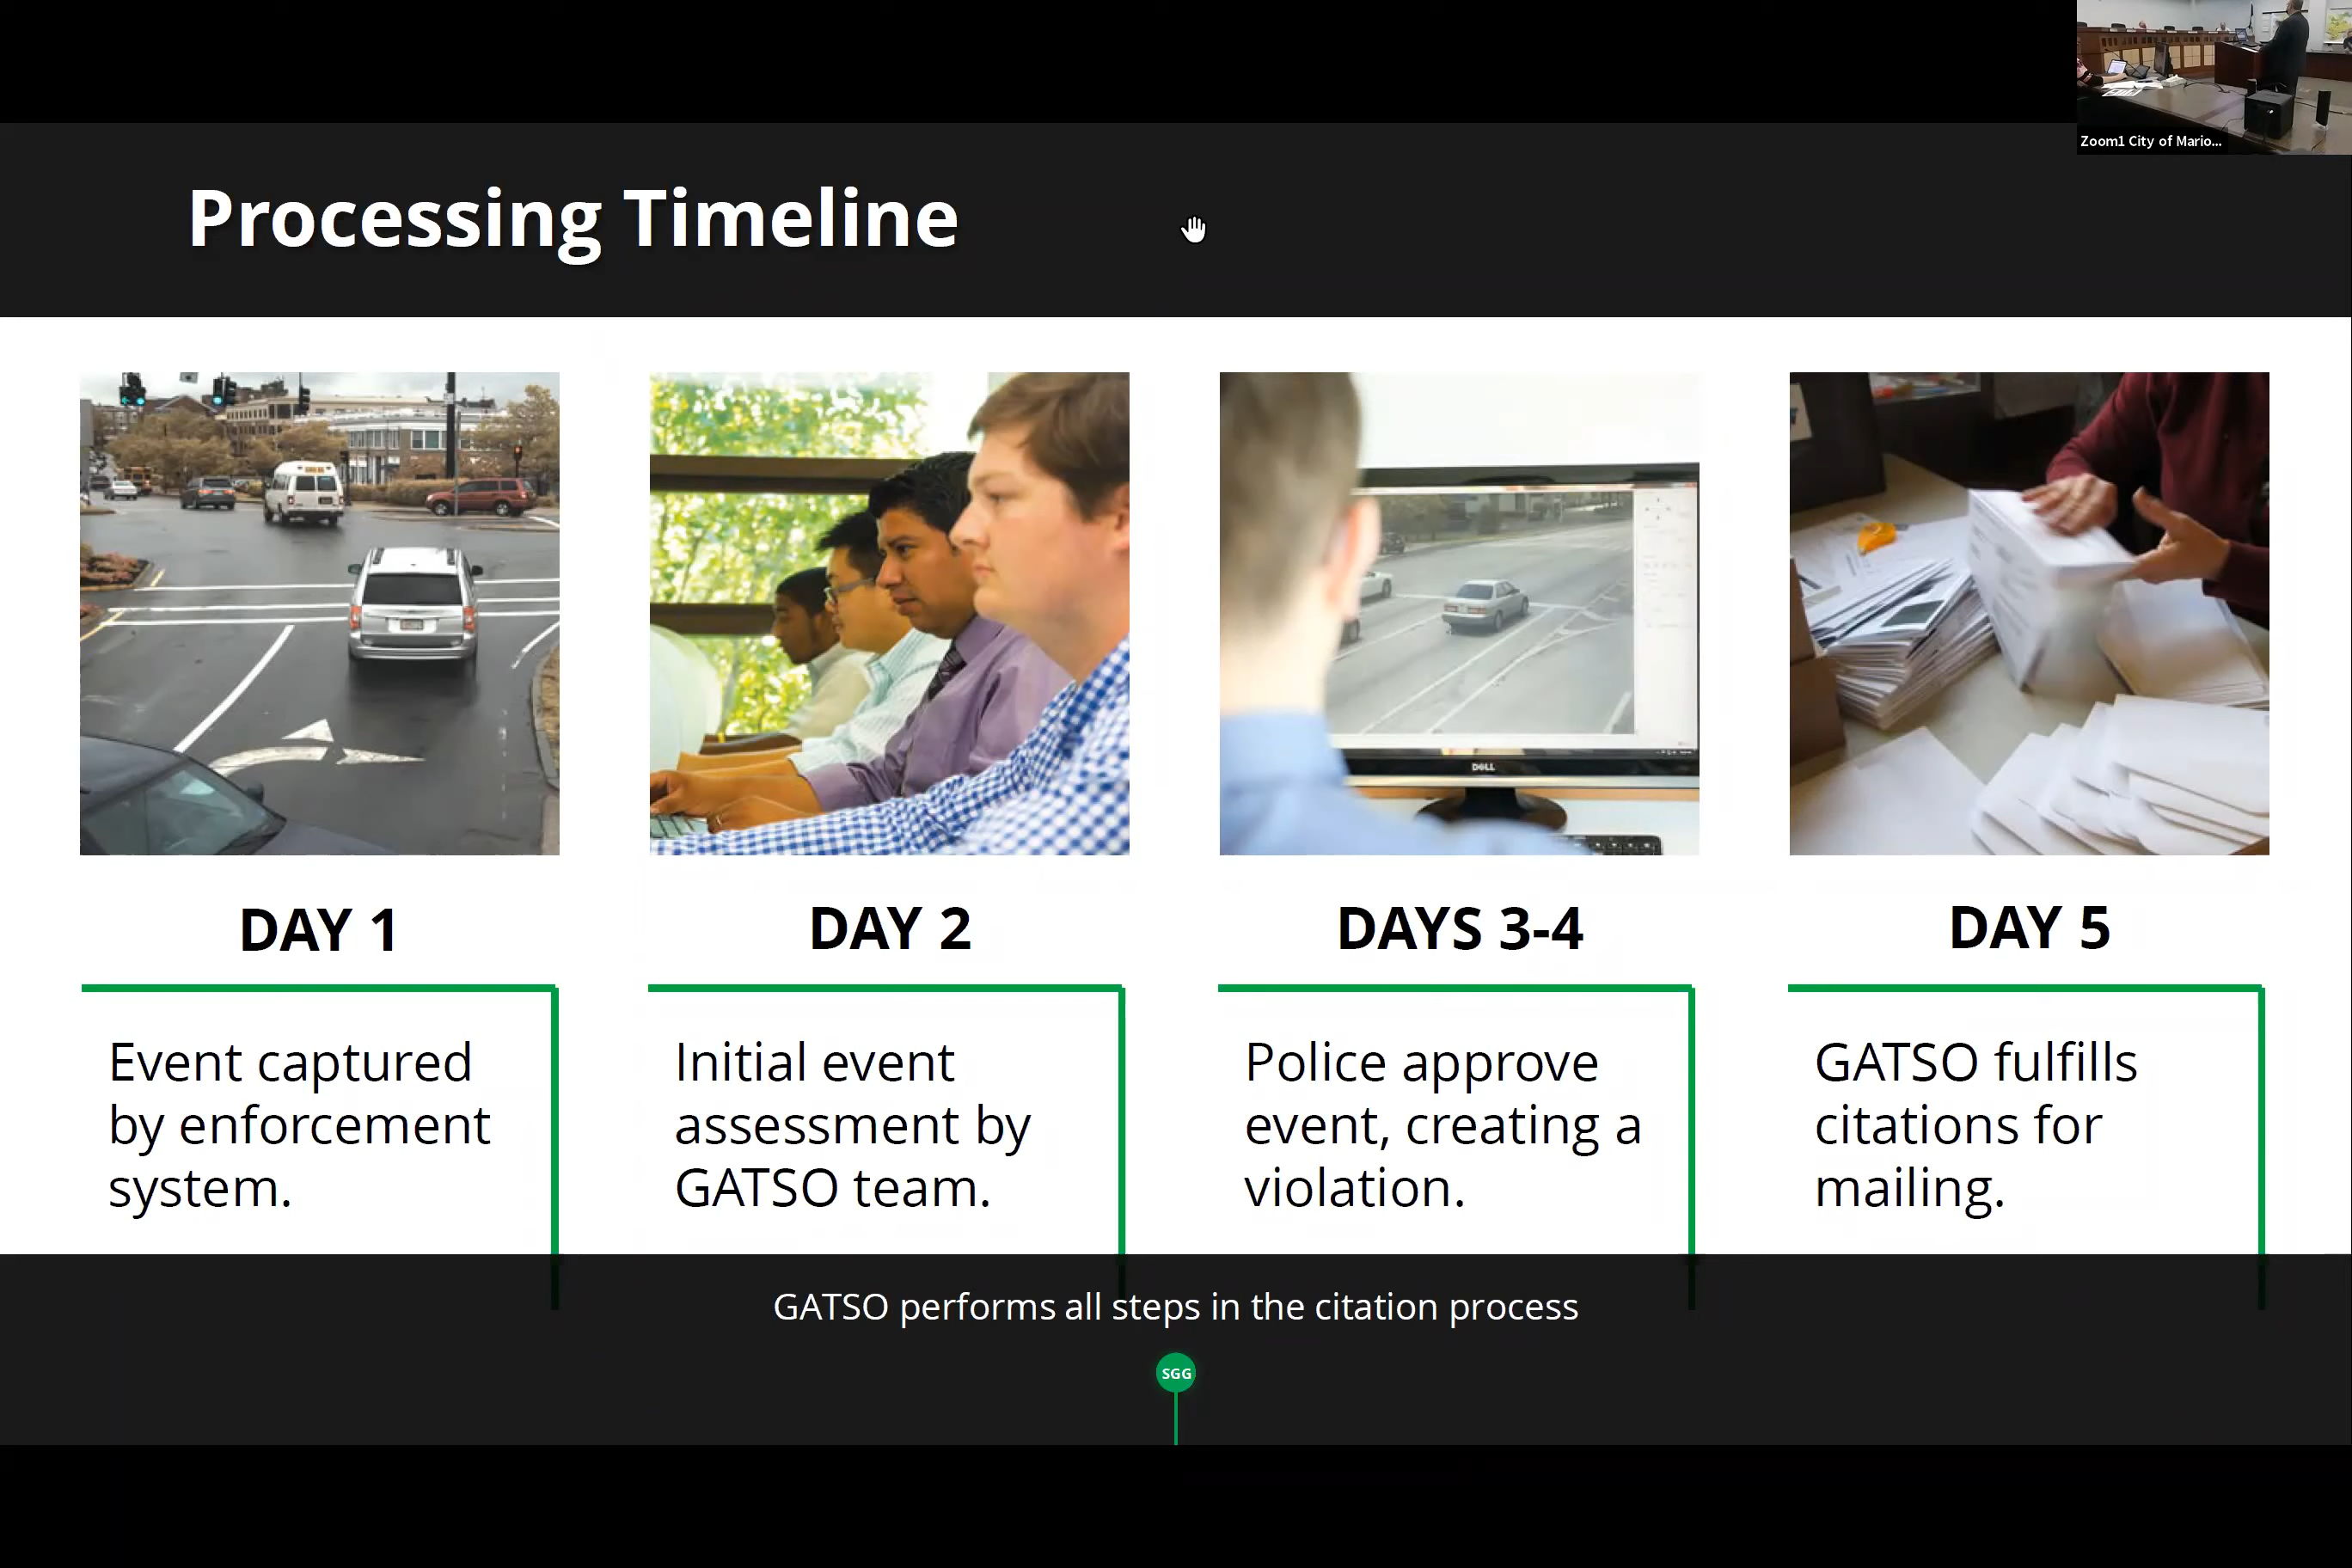 Zoom1 City of Mario...
Processing Timeline
DELL
DAY 1
DAY 2
DAYS 3-4
DAY 5
Event captured
by enforcement
system.
Initial event
assessment by
GATSO team.
Police approve
event, creating a
violation.
GATSO fulfills
citations for
mailing.
GATSO performs all steps in the citation process
SGG